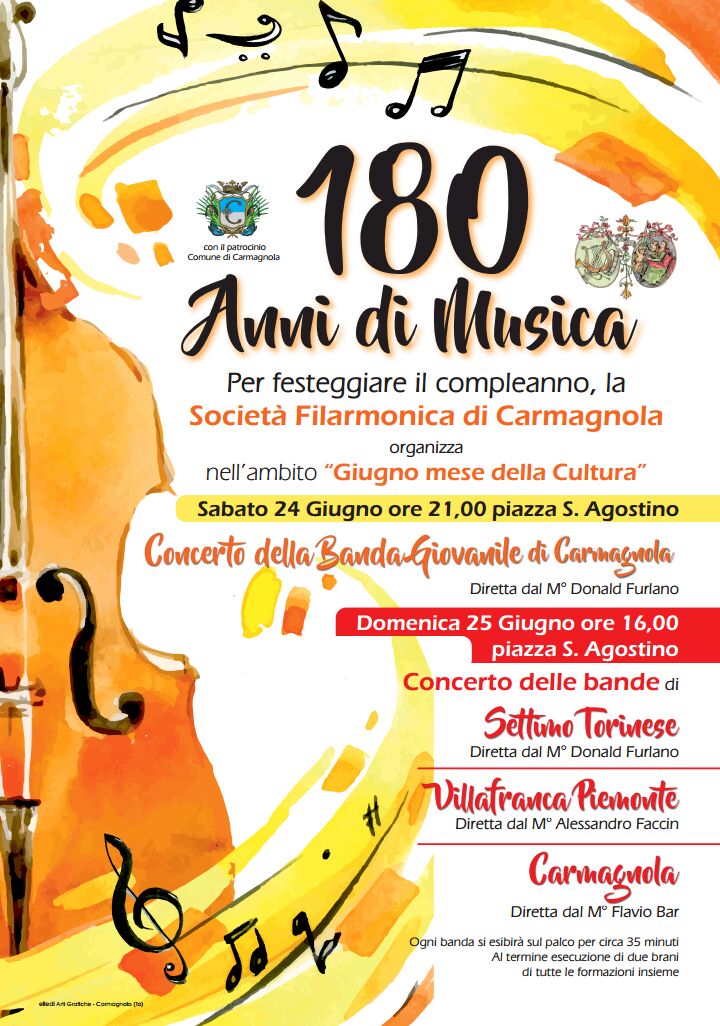 180
Anni di Musica
con il patrocinio
Comune di Carmagnola
Per festeggiare il compleanno, la
Società Filarmonica di Carmagnola
organizza
nell'ambito "Giugno mese della Cultura"
Sabato 24 Giugno ore 21,00 piazza S. Agostino
Concerto della Banda Giovanile di Carmagnola
Diretta dal M° Donald Furlano
Domenica 25 Giugno ore 16,00
piazza S. Agostino
Concerto delle bande di
Settimo Torinese
Diretta dal M° Donald Furlano
Villafranca Piemonte
Diretta dal M° Alessandro Faccin
Carmagnola
Diretta dal M° Flavio Bar
Ogni banda si esibirà sul palco per circa 35 minuti
Al termine esecuzione di due brani
di tutte le formazioni insieme
elledi Arti Grafiche - Carmagnola (To)